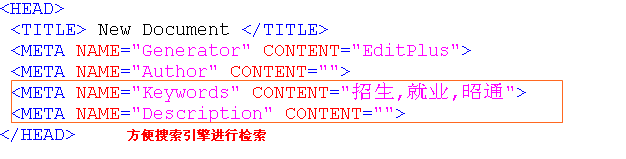 <HEAD>
<TITLE> New Document </TITLE>
<META NAME="Generator" CONTENT="EditPlus">
<META NAME="Author" CONTENT="">
<META NAME="Keywords" CONTENT="招生,就业,昭通">
<META NAME="Description" CONTENT="">
</HEAD> 方便搜索引擎进行检索